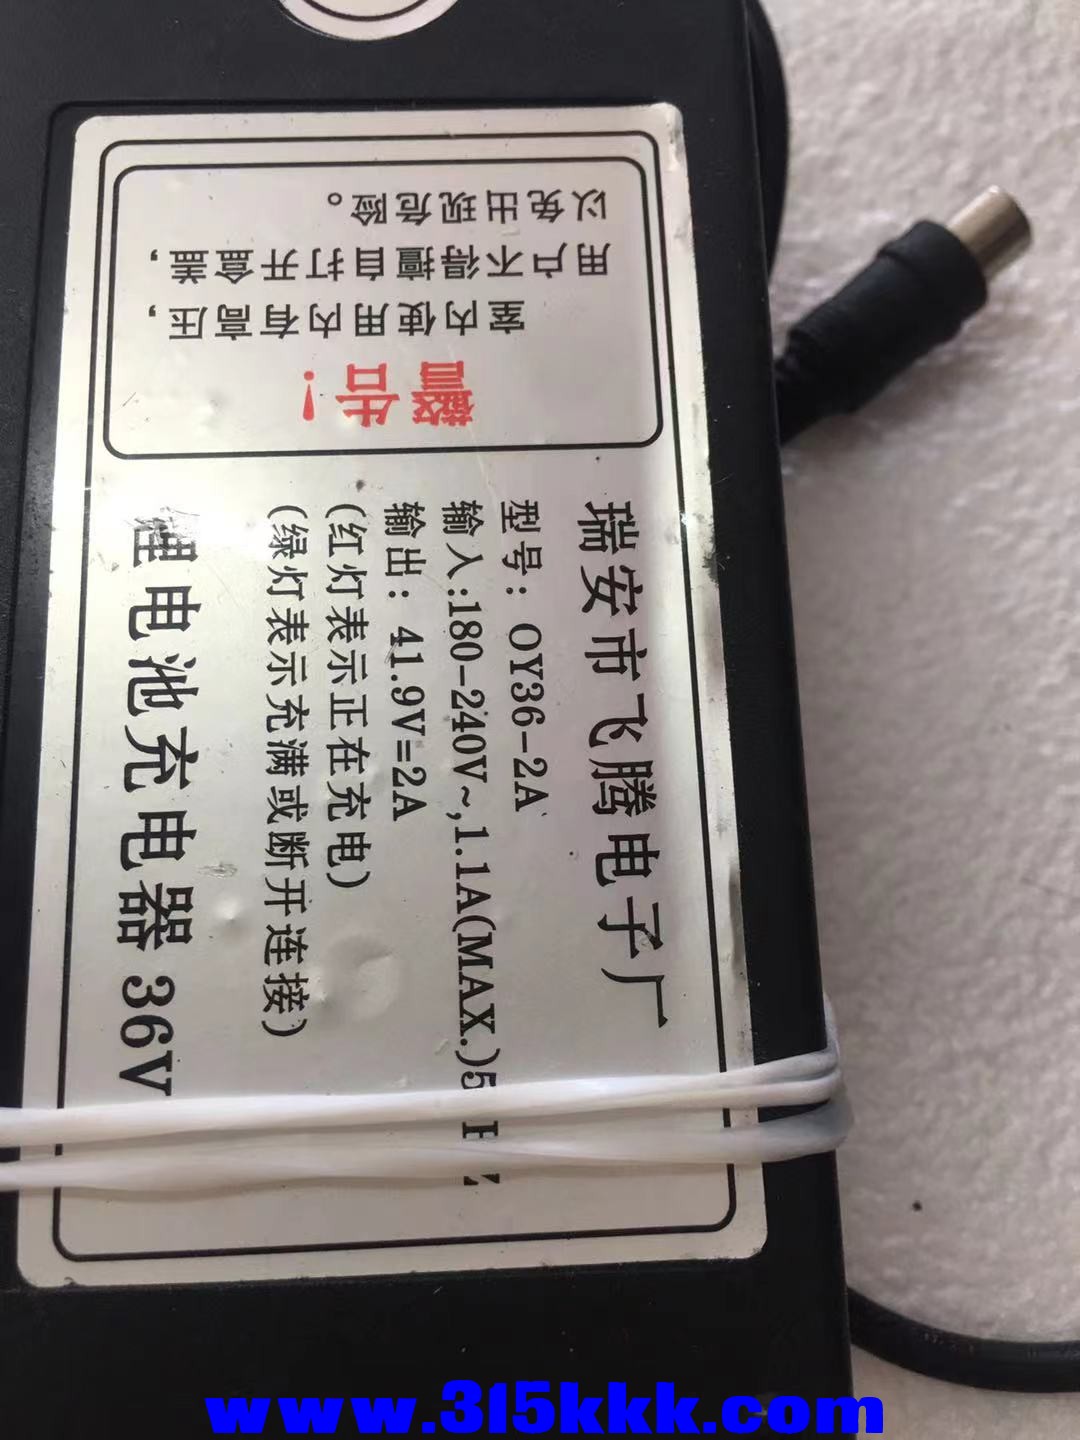 锂电池充电器36V
(绿灯表示充满或断开连接)
(红灯表示正在充电)
输出: 41.9V=2A
输入:180-240V~,1.1A(MAX.)5
型号: OY36-2A
瑞安市飞腾电子厂
警告!
室内使用内有高压,
用户不得擅自打开盒盖,
以免出现危险。
www.315kkk.com